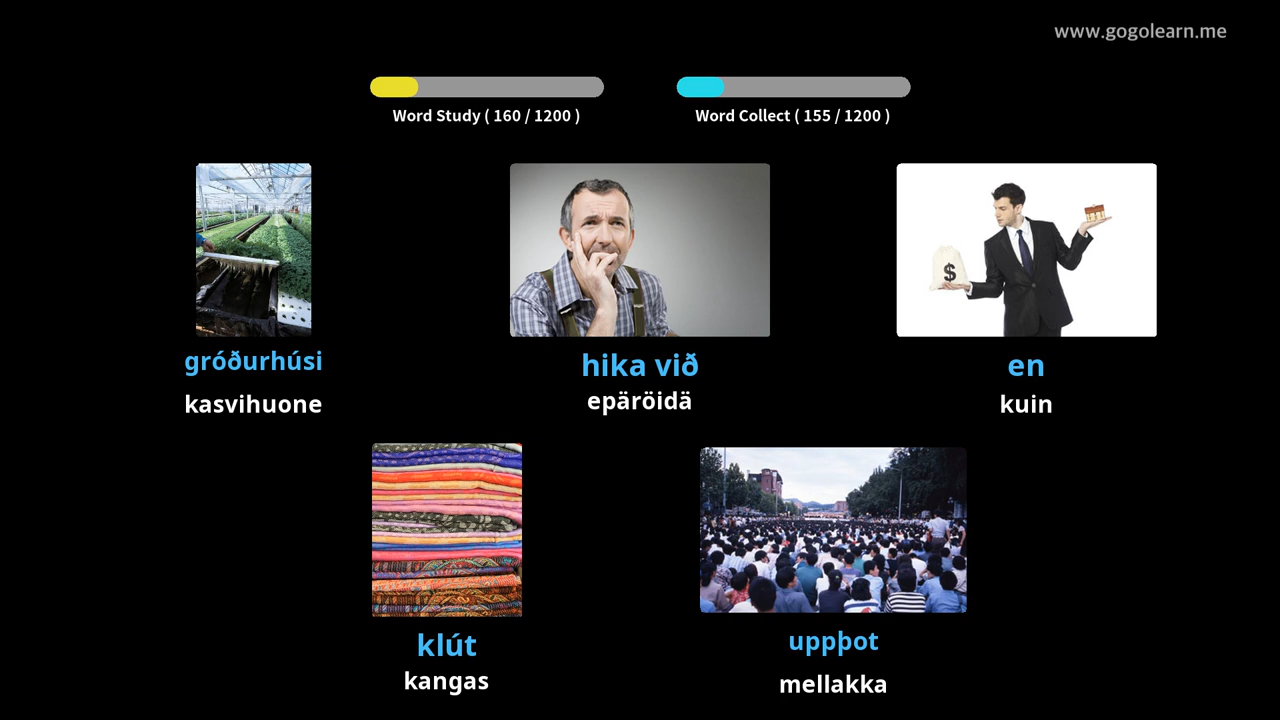 www.gogolearn.me
Word Study ( 160 / 1200 )
Word Collect ( 155 / 1200 )
gróðurhúsi
kasvihuone
hika við
epäröidä
en
kuin
$
klút
kangas
uppþot
mellakka